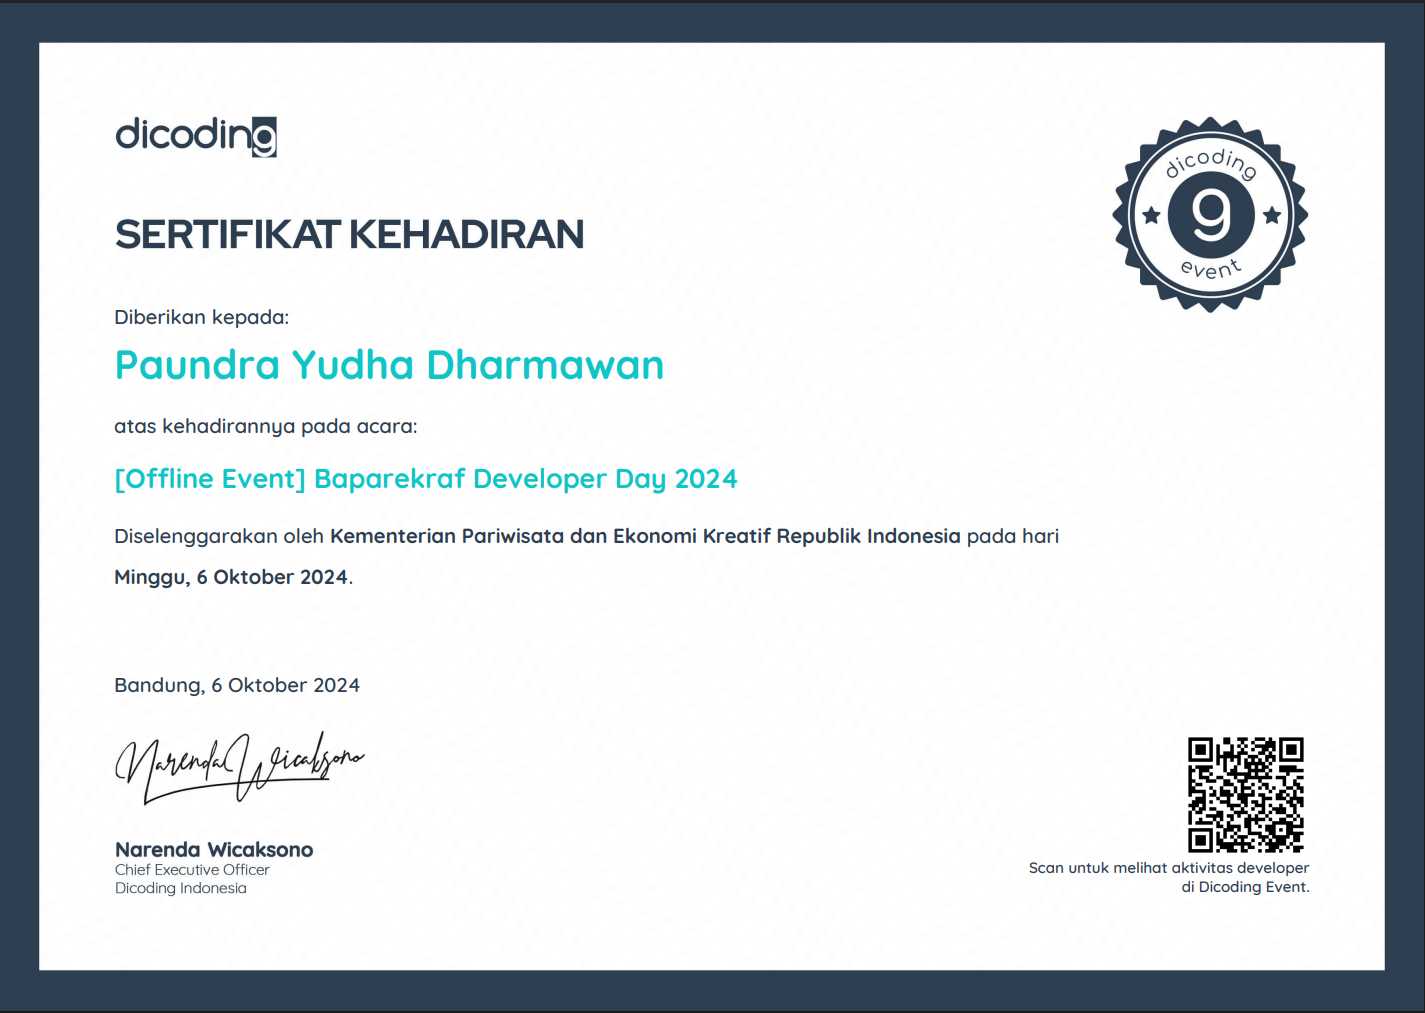 dicoding
SERTIFIKAT KEHADIRAN
dicoding
g
event
Diberikan kepada:
Paundra Yudha Dharmawan
atas kehadirannya pada acara:
[Offline Event] Baparekraf Developer Day 2024
Diselenggarakan oleh Kementerian Pariwisata dan Ekonomi Kreatif Republik Indonesia pada hari
Minggu, 6 Oktober 2024.
Bandung, 6 Oktober 2024
Narenda Wicaksono
Narenda Wicaksono
Chief Executive Officer
Dicoding Indonesia
Scan untuk melihat aktivitas developer
di Dicoding Event.